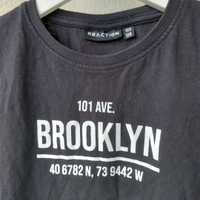 REACTION
101 AVE.
BROOKLYN
40 6782 N, 73 9442 W